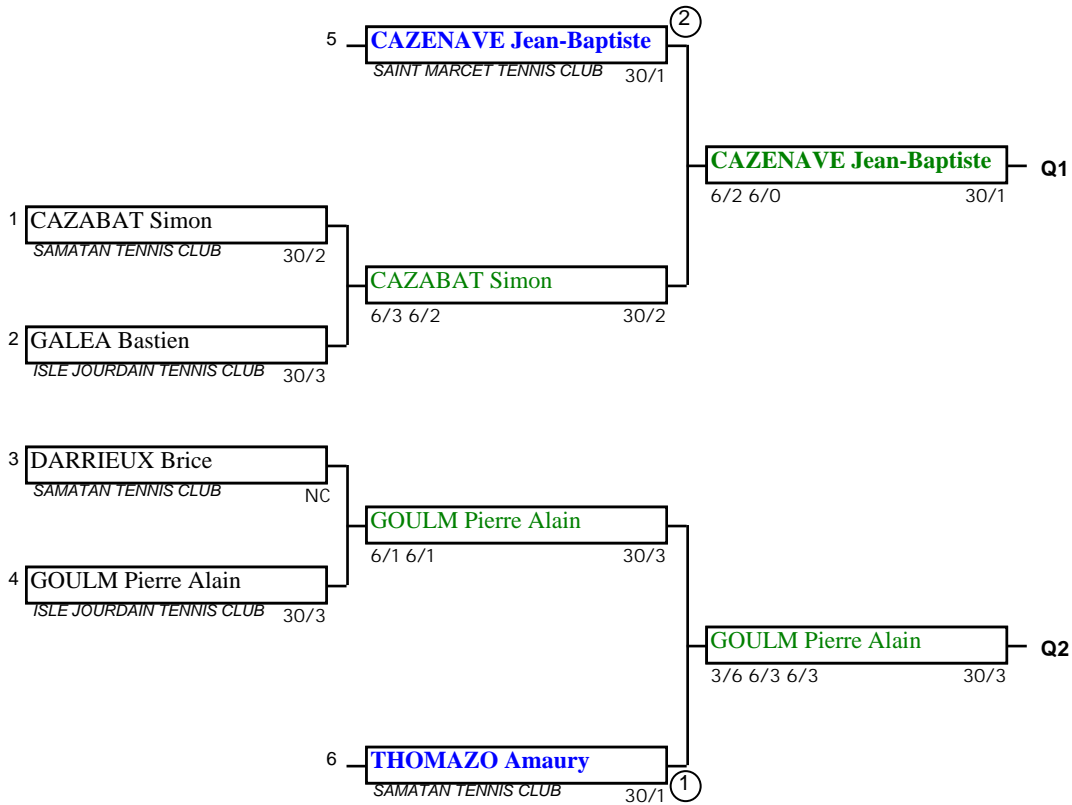 2
5 CAZENAVE Jean-Baptiste
SAINT MARCET TENNIS CLUB 30/1
CAZENAVE Jean-Baptiste Q1
6/2 6/0 30/1
1 CAZABAT Simon
SAMATAN TENNIS CLUB 30/2
CAZABAT Simon
6/3 6/2 30/2
2 GALEA Bastien
ISLE JOURDAIN TENNIS CLUB 30/3
3 DARRIEUX Brice
SAMATAN TENNIS CLUB NC
GOULM Pierre Alain
6/1 6/1 30/3
4 GOULM Pierre Alain
ISLE JOURDAIN TENNIS CLUB 30/3
GOULM Pierre Alain Q2
3/6 6/3 6/3 30/3
6 THOMAZO Amaury
SAMATAN TENNIS CLUB 30/1 1